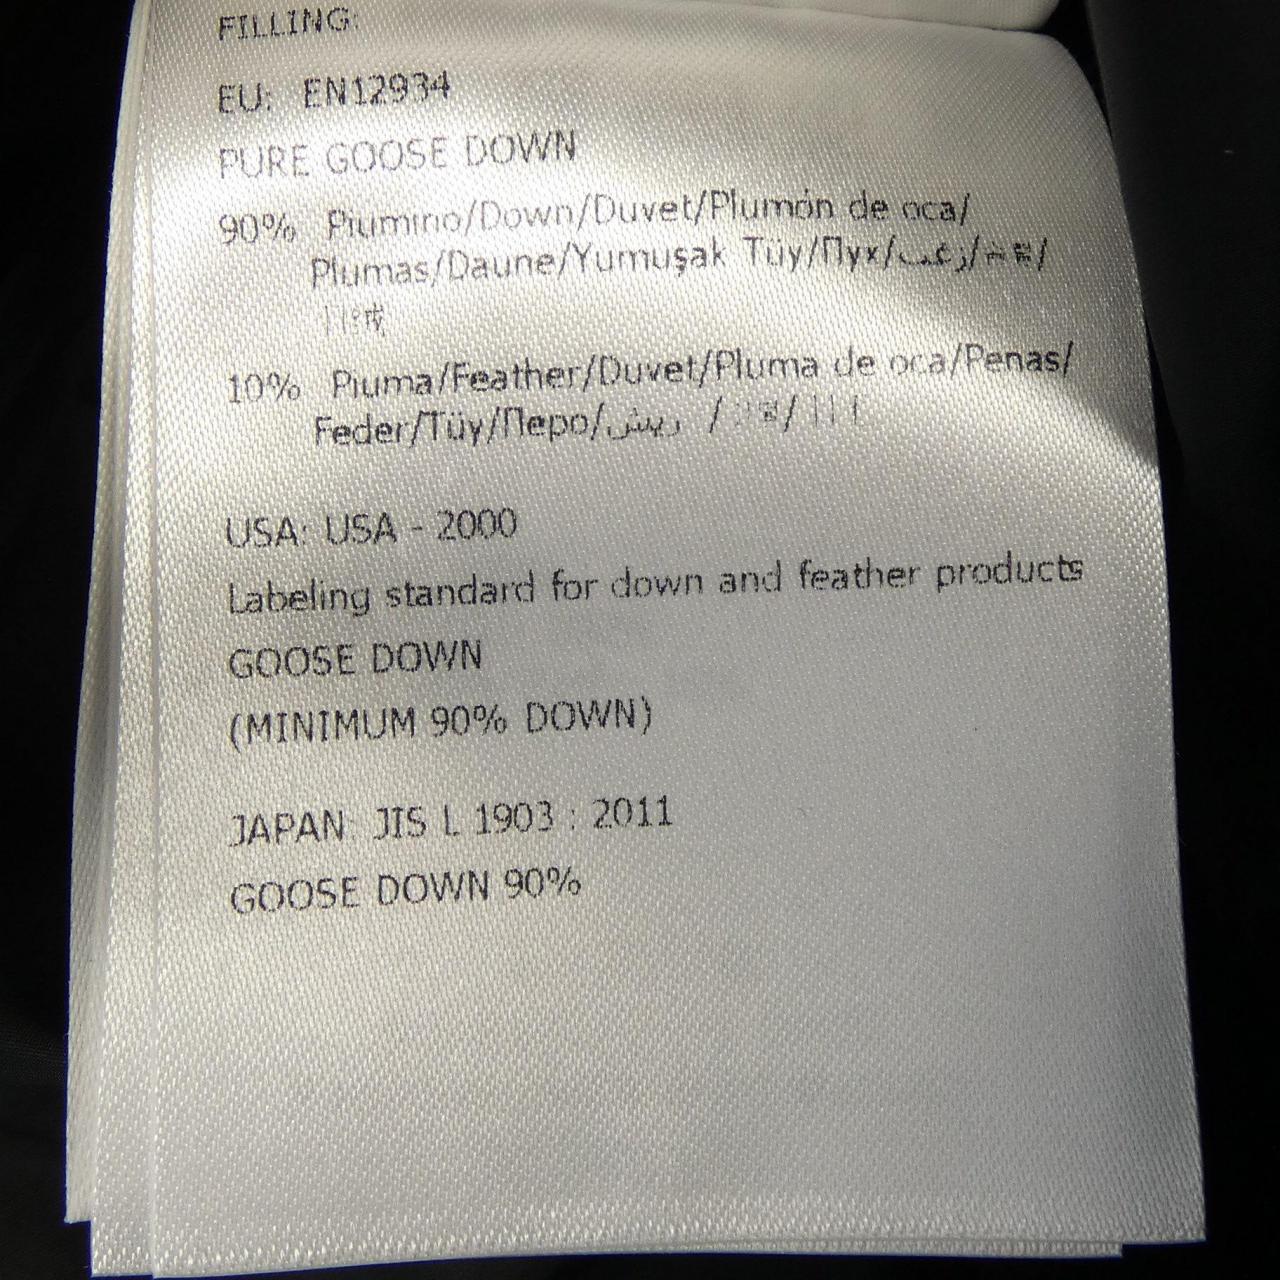 FILLING:
EU: EN12934
PURE GOOSE DOWN
90% Piumino/Down/Duvet/Plumón de oca/
Plumas/Daune/Yumuşak Tüy/Пух/زغب/
10% Piuma/Feather/Duvet/Pluma de oca/Penas/
Feder/Tüy/Перо/ريش /
USA: USA - 2000
Labeling standard for down and feather products
GOOSE DOWN
(MINIMUM 90% DOWN)
JAPAN: JIS L 1903 : 2011
GOOSE DOWN 90%